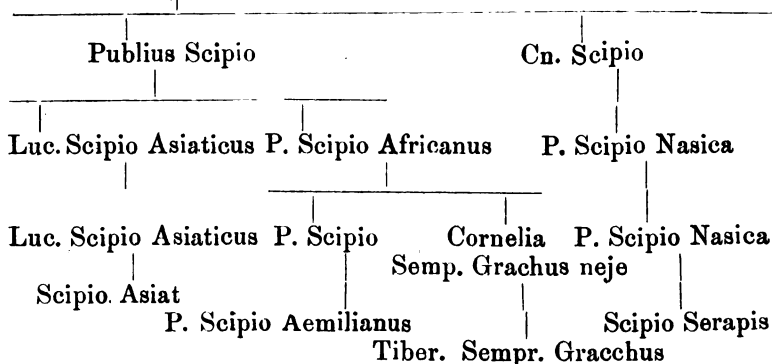 Publius Scipio Cn. Scipio
Luc. Scipio Asiaticus P. Scipio Africanus P. Scipio Nasica
Luc. Scipio Asiaticus P. Scipio Cornelia P. Scipio Nasica
Semp. Grachus neje
Scipio. Asiat
P. Scipio Aemilianus Scipio Serapis
Tiber. Sempr. Gracchus